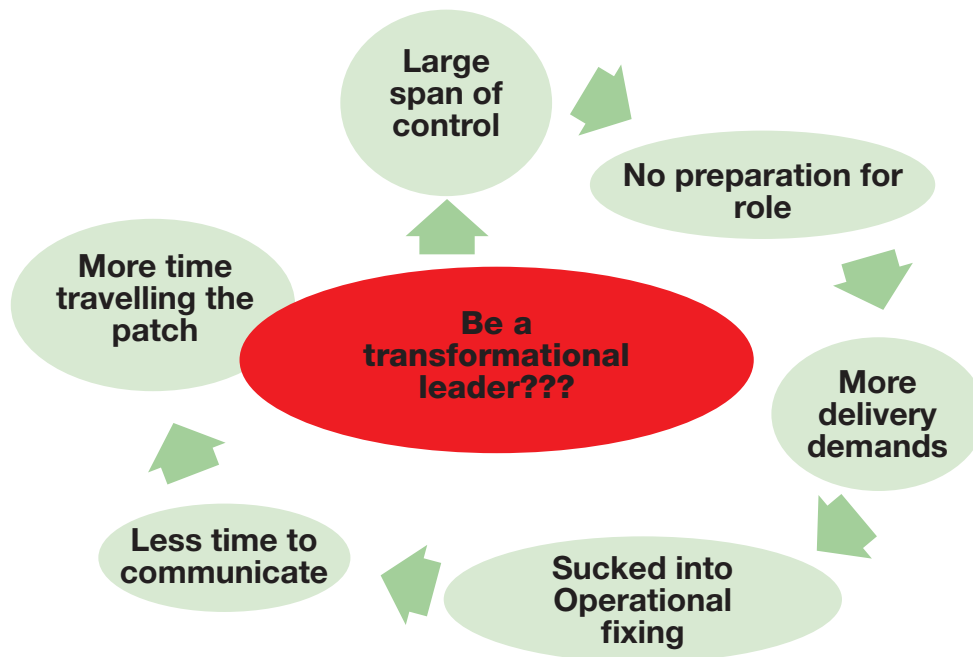 Large
span of
control
No preparation for
role
More
delivery
demands
Sucked into
Operational
fixing
Less time to
communicate
More time
travelling the
patch
Be a
transformational
leader???